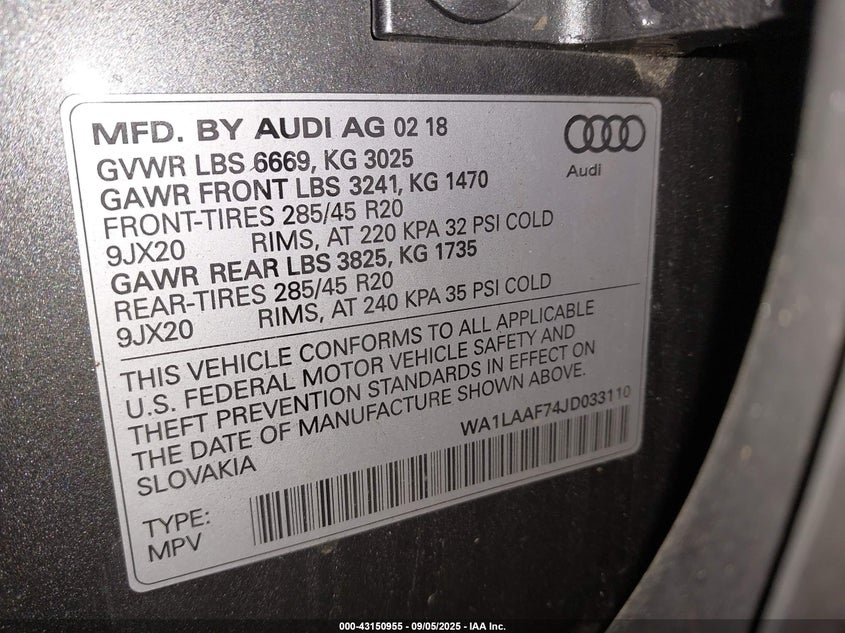 MFD. BY AUDI AG 02 18
Audi
GVWR LBS 6669, KG 3025
GAWR FRONT LBS 3241, KG 1470
FRONT-TIRES 285/45 R20
9JX20 RIMS, AT 220 KPA 32 PSI COLD
GAWR REAR LBS 3825, KG 1735
REAR-TIRES 285/45 R20
9JX20 RIMS, AT 240 KPA 35 PSI COLD
THIS VEHICLE CONFORMS TO ALL APPLICABLE
U.S. FEDERAL MOTOR VEHICLE SAFETY AND
THEFT PREVENTION STANDARDS IN EFFECT ON
THE DATE OF MANUFACTURE SHOWN ABOVE.
SLOVAKIA
WA1LAAF74JD033110
TYPE:
MPV
000-43150955 - 09/05/2025 - IAA Inc.